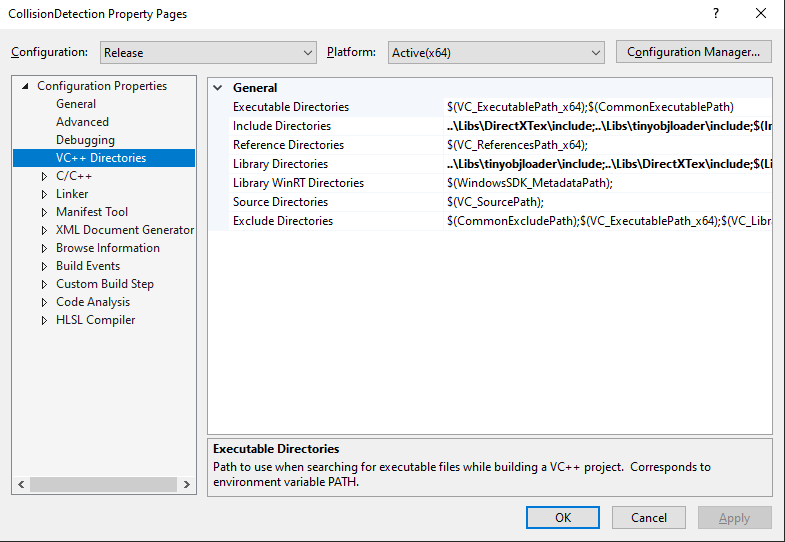 CollisionDetection Property Pages
?
Configuration: Release Platform: Active(x64) Configuration Manager...
Configuration Properties
General
Advanced
Debugging
VC++ Directories
C/C++
Linker
Manifest Tool
XML Document Generator
Browse Information
Build Events
Custom Build Step
Code Analysis
HLSL Compiler
General
Executable Directories $(VC_ExecutablePath_x64);$(CommonExecutablePath)
Include Directories ..\Libs\DirectXTex\include;..\Libs\tinyobjloader\include;$(In
Reference Directories $(VC_ReferencesPath_x64);
Library Directories ..\Libs\tinyobjloader\include;..\Libs\DirectXTex\include;$(Li
Library WinRT Directories $(WindowsSDK_MetadataPath);
Source Directories $(VC_SourcePath);
Exclude Directories $(CommonExcludePath);$(VC_ExecutablePath_x64);$(VC_Libra
Executable Directories
Path to use when searching for executable files while building a VC++ project. Corresponds to
environment variable PATH.
OK Cancel Apply